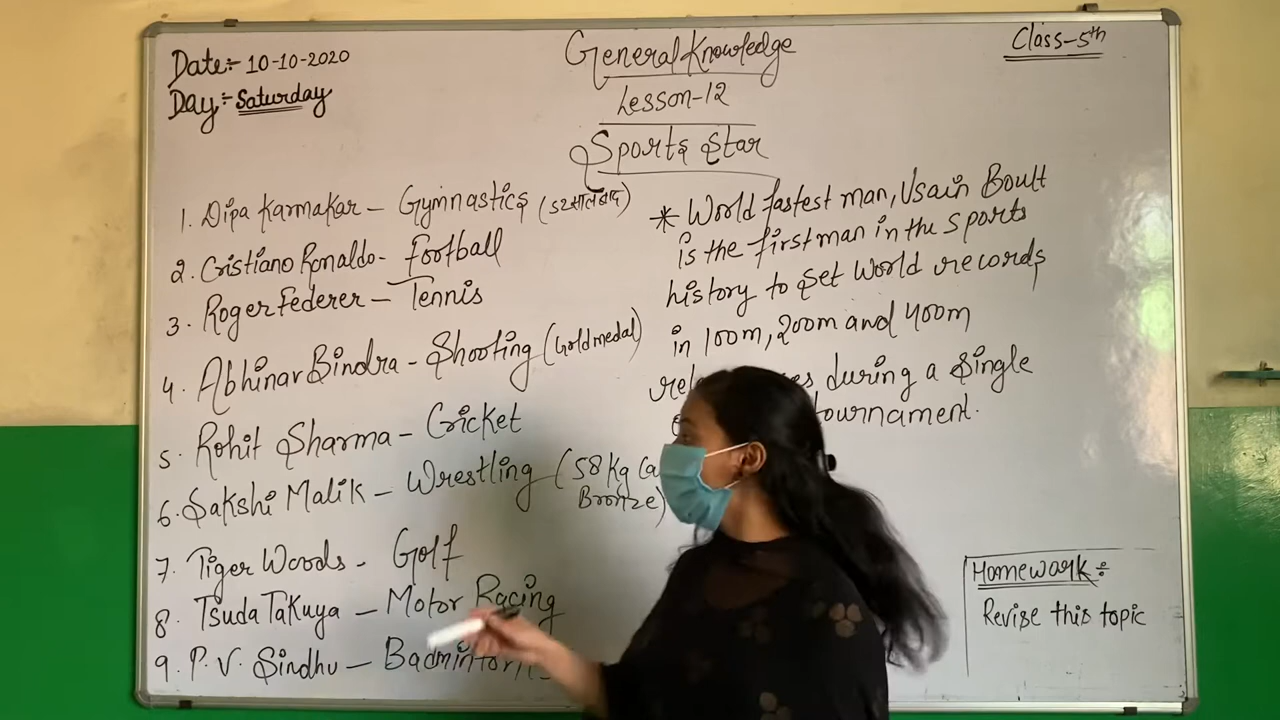 Date:- 10-10-2020
Day:- Saturday
General Knowledge
Lesson-12
Sports Star
Class-5th
1. Dipa Karmakar - Gymnastics (52 साल बाद)
2. Cristiano Ronaldo - Football
3. Roger Federer - Tennis
4. Abhinav Bindra - Shooting (Gold medal)
5. Rohit Sharma - Cricket
6. Sakshi Malik - Wrestling (58 kg
Bronze)
7. Tiger Woods - Golf
8. Tsuda Takuya - Motor Racing
9. P. V. Sindhu - Badminton
* World fastest man, Usain Boult
is the first man in the sports
history to set world records
in 100m, 200m and 400m
during a single
tournament.
Homework:-
Revise this topic